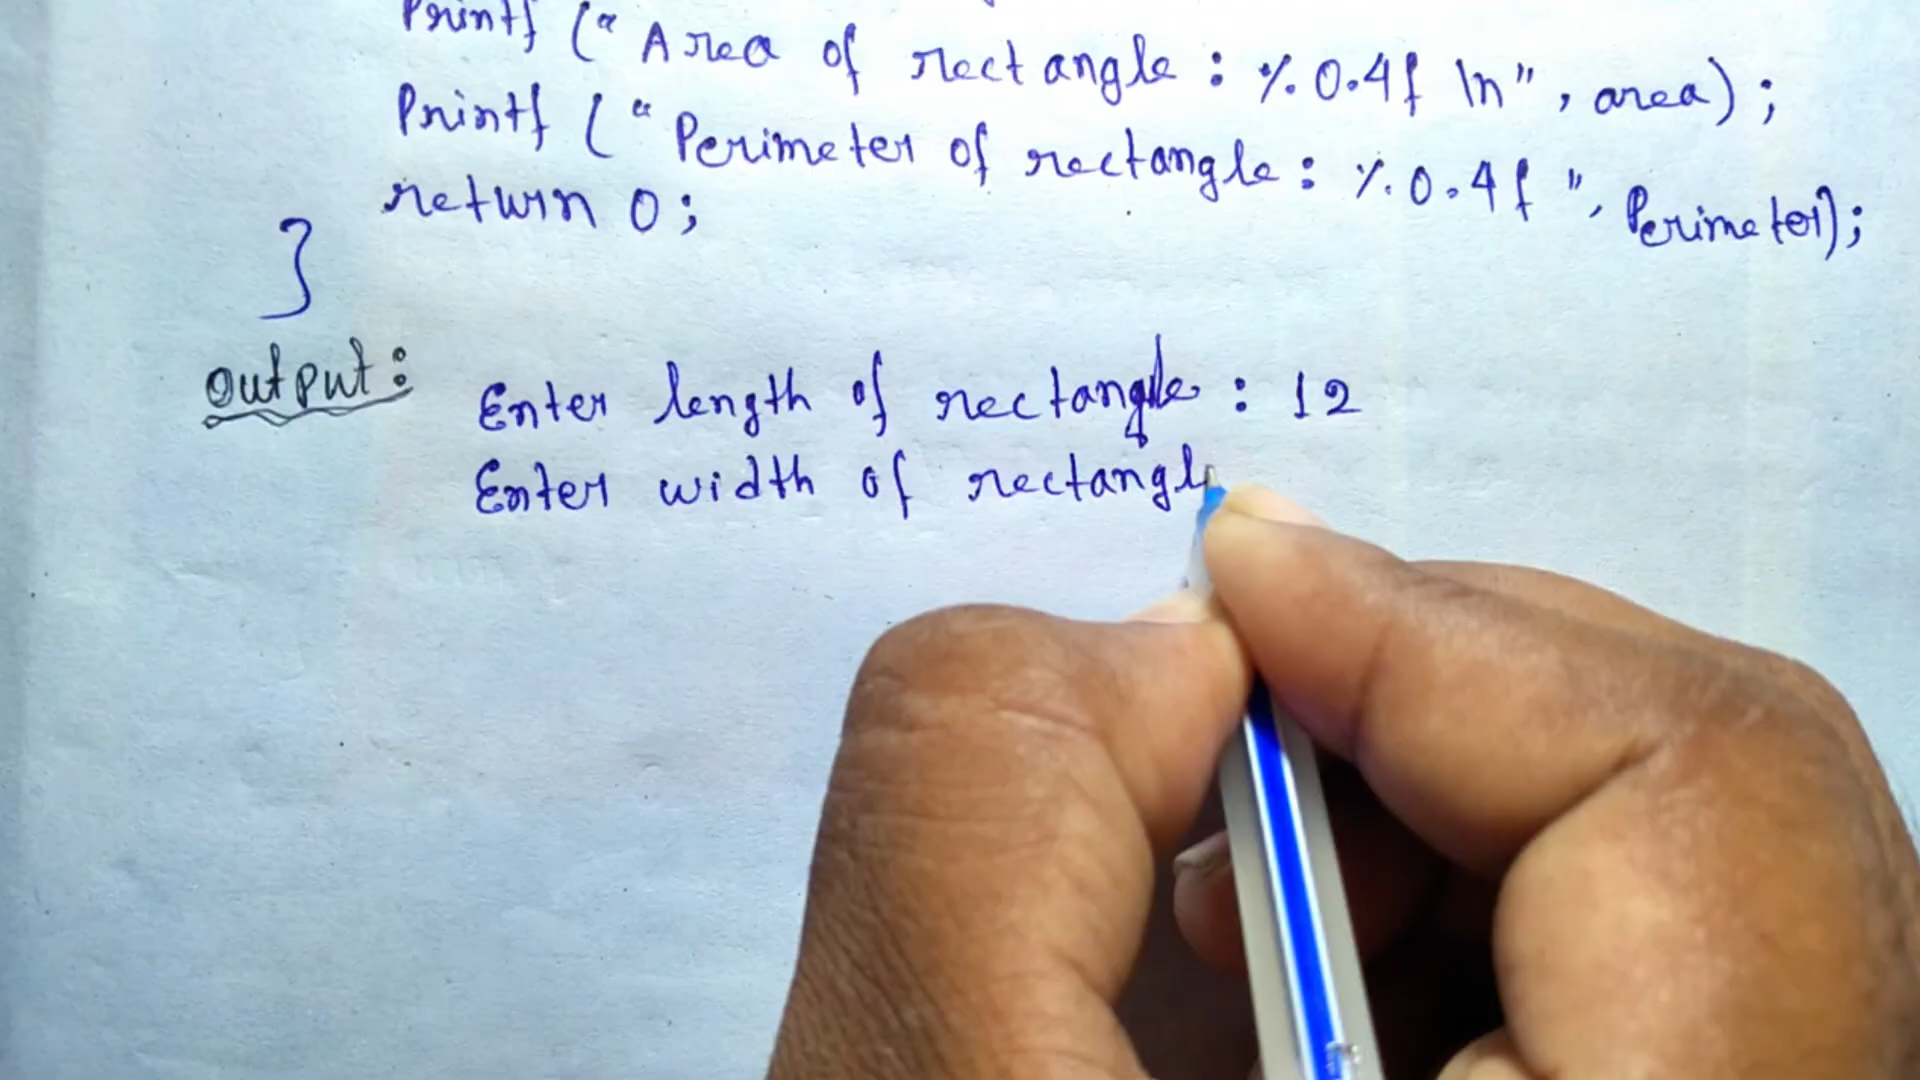 Printf ("Area of rectangle : %0.4f \n", area);
Printf ("Perimeter of rectangle : %0.4f", Perimeter);
return 0;
}
output:
Enter length of rectangle : 12
Enter width of rectangl